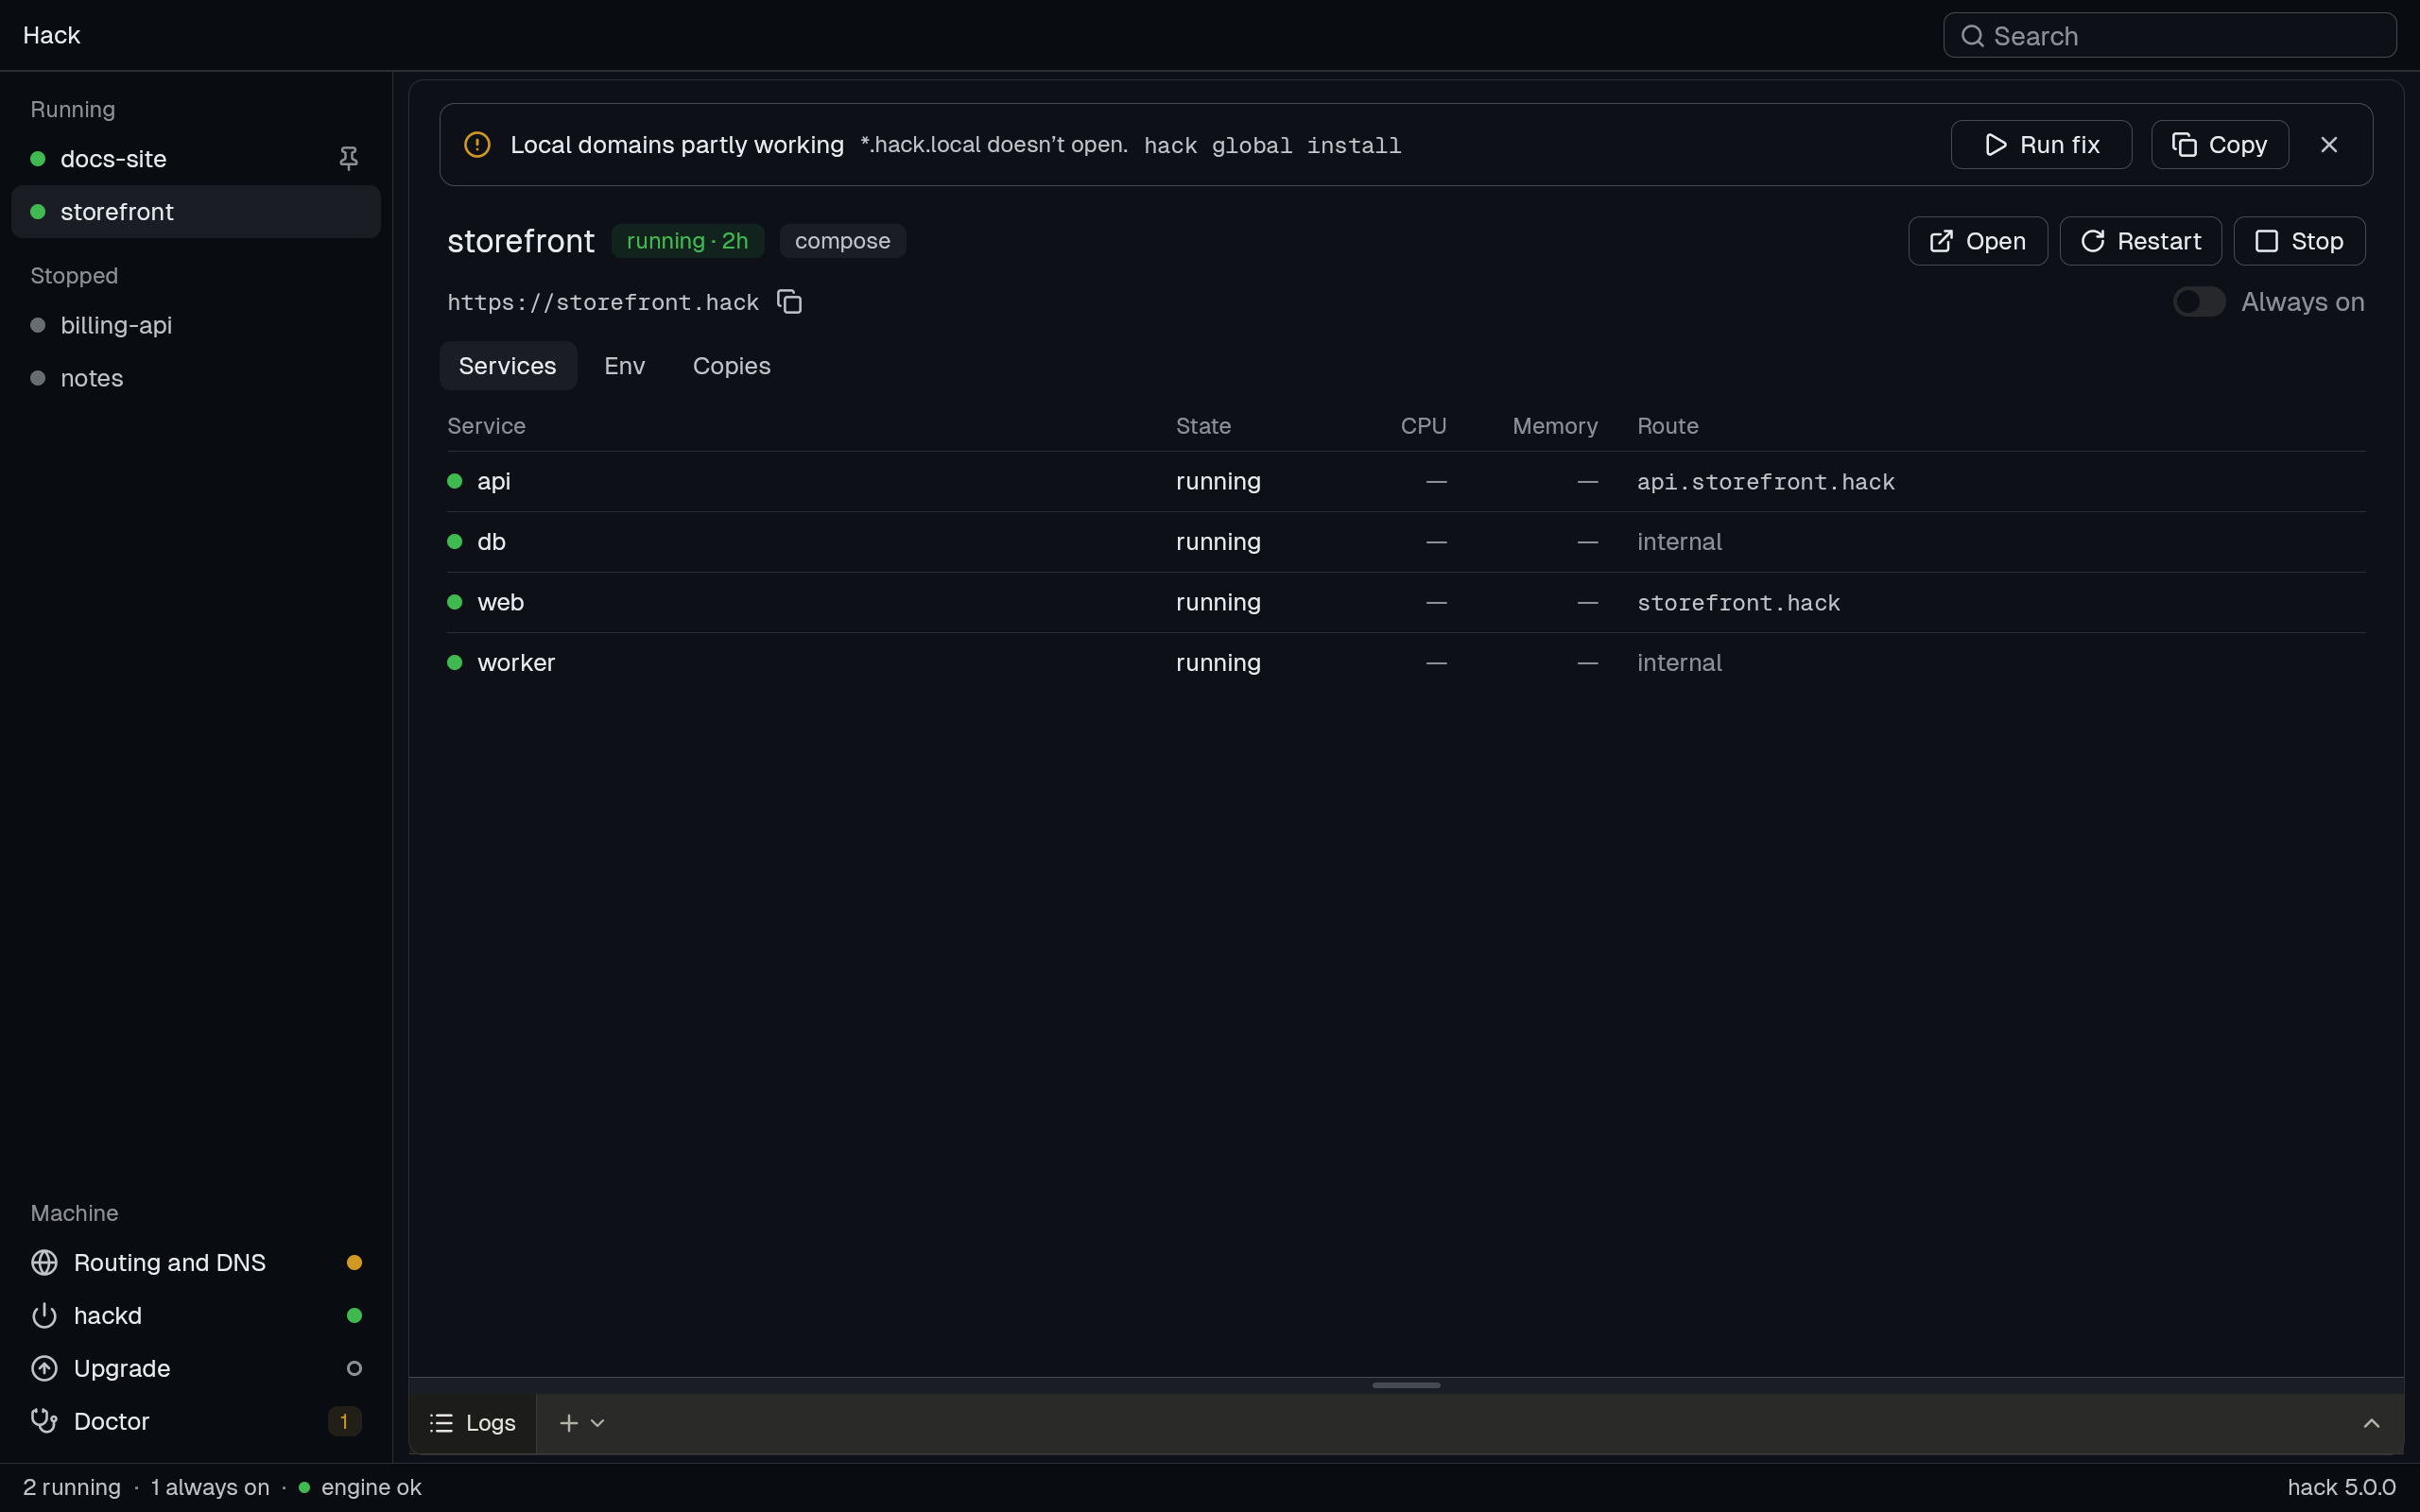 Hack
Search
Running
docs-site
storefront
Stopped
billing-api
notes
Local domains partly working *.hack.local doesn’t open. hack global install
Run fix
Copy
storefront running · 2h compose
Open
Restart
Stop
https://storefront.hack
Always on
Services Env Copies
Service State CPU Memory Route
api running — — api.storefront.hack
db running — — internal
web running — — storefront.hack
worker running — — internal
Machine
Routing and DNS
hackd
Upgrade
Doctor 1
Logs
2 running · 1 always on · engine ok
hack 5.0.0